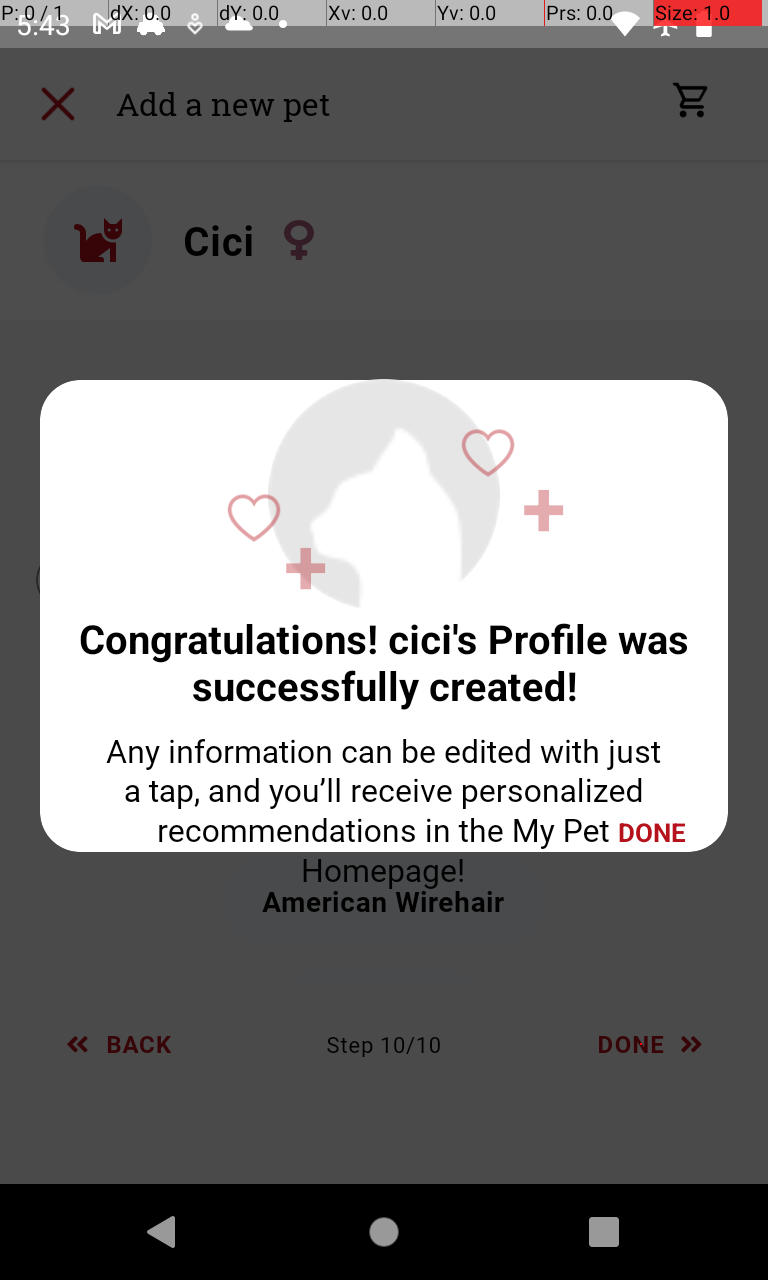 P: 0 / 1 dX: 0.0 dY: 0.0 Xv: 0.0 Yv: 0.0 Prs: 0.0 Size: 1.0
5:43
Add a new pet
Cici
Congratulations! cici's Profile was
successfully created!
Any information can be edited with just
a tap, and you’ll receive personalized
recommendations in the My Pet DONE
Homepage!
American Wirehair
BACK Step 10/10 DONE